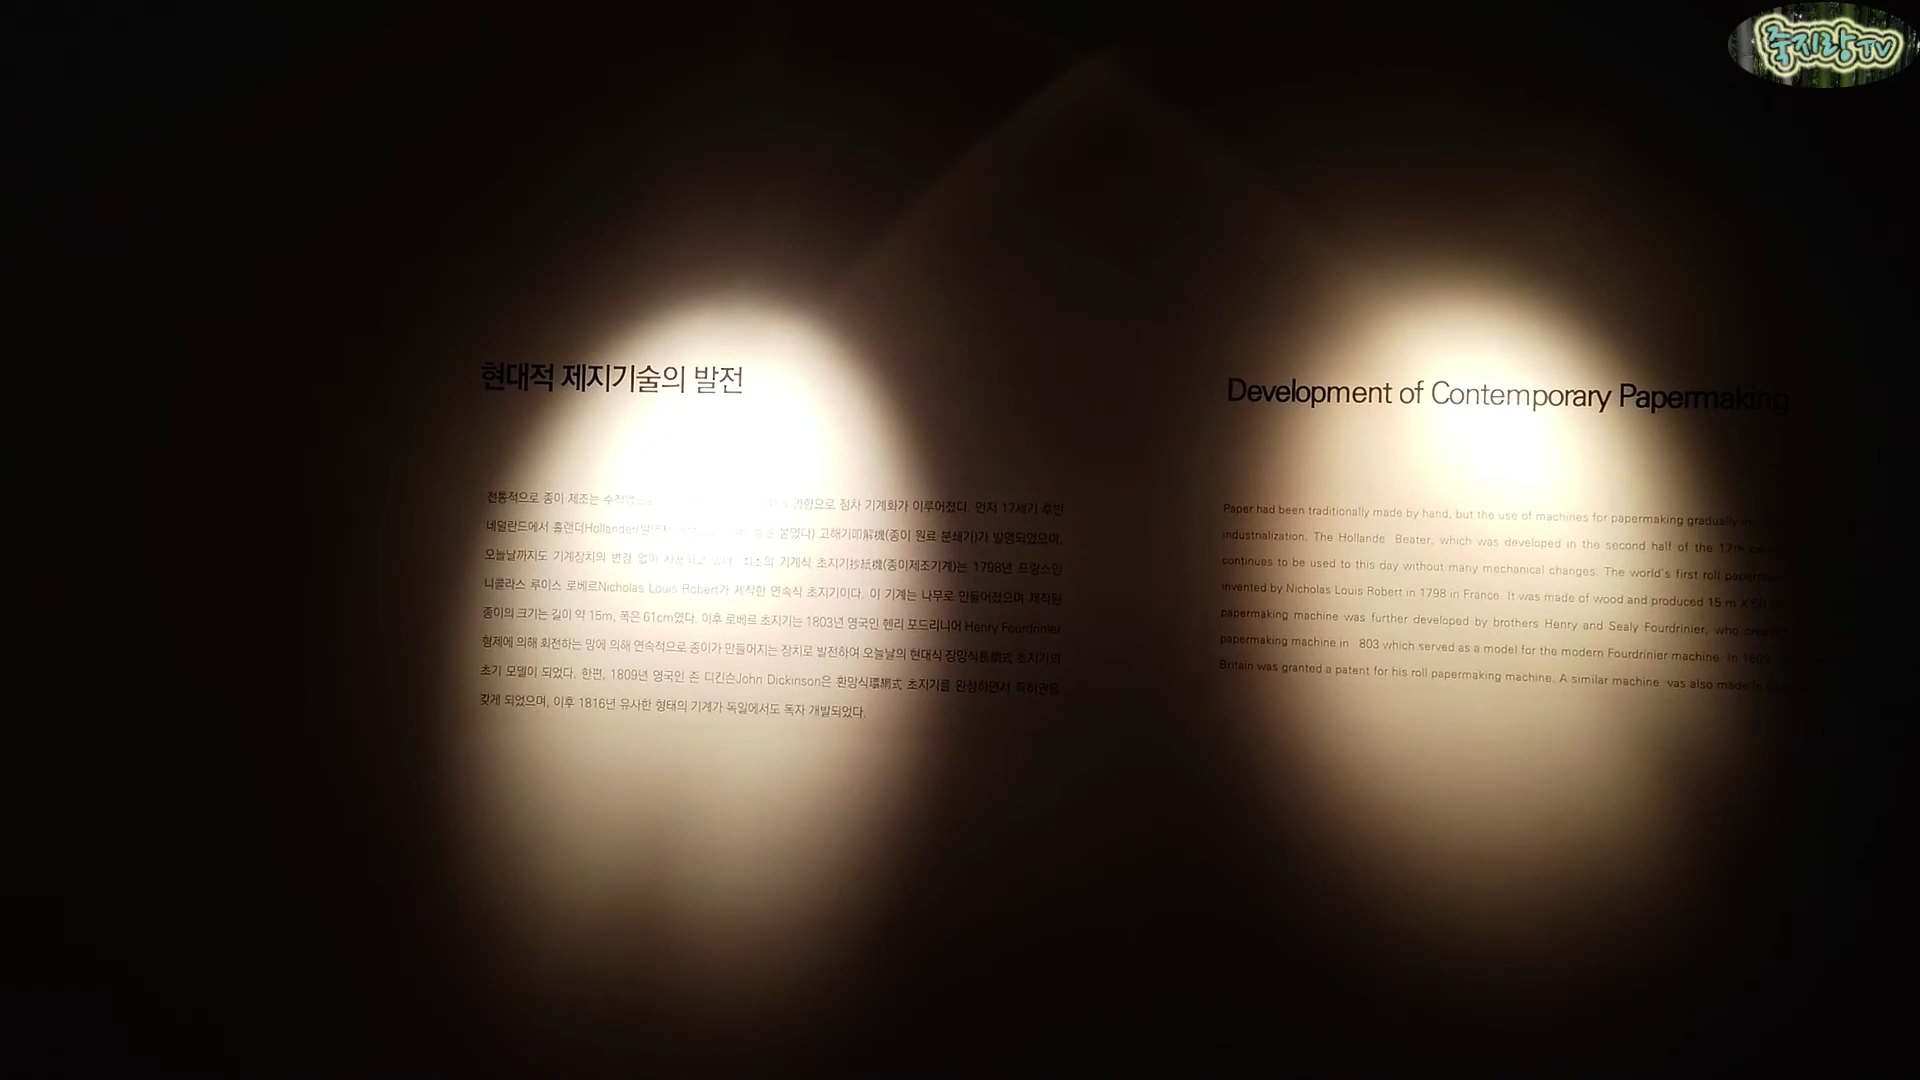 죽지랑TV
현대적 제지기술의 발전
전통적으로 종이 제조는 영향으로 점차 기계화가 이루어졌다. 먼저 17세기 후반
네덜란드에서 홀랜더Hollander 붙였다) 고해기叩解機(종이 원료 분쇄기)가 발명되었으며,
오늘날까지도 기계장치의 변경 없이 사용되고 있다. 최초의 기계식 초지기抄紙機(종이제조기계)는 1798년 프랑스인
니콜라스 루이스 로베르Nicholas Louis Robert가 제작한 연속식 초지기이다. 이 기계는 나무로 만들어졌으며 제작된
종이의 크기는 길이 약 15m, 폭은 61cm였다. 이후 로베르 초지기는 1803년 영국인 헨리 포드리니어 Henry Fourdrinier
형제에 의해 회전하는 망에 의해 연속적으로 종이가 만들어지는 장치로 발전하여 오늘날의 현대식 장망식長網式 초지기의
초기 모델이 되었다. 한편, 1809년 영국인 존 디킨슨John Dickinson은 환망식環網式 초지기를 완성하면서 특허권을
갖게 되었으며, 이후 1816년 유사한 형태의 기계가 독일에서도 독자 개발되었다.
Development of Contemporary Papermaking
Paper had been traditionally made by hand, but the use of machines for papermaking gradually
industrialization. The Hollande Beater, which was developed in the second half of the 17th
continues to be used to this day without many mechanical changes. The world's first roll
invented by Nicholas Louis Robert in 1798 in France. It was made of wood and produced 15 m X 60
papermaking machine was further developed by brothers Henry and Sealy Fourdrinier, who
papermaking machine in 803 which served as a model for the modern Fourdrinier machine. In
Britain was granted a patent for his roll papermaking machine. A similar machine vas also made in